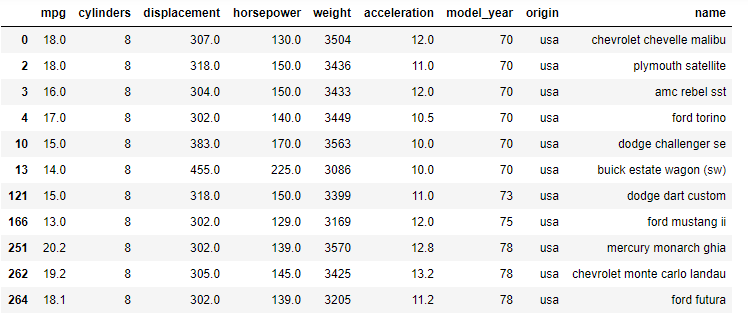 mpg cylinders displacement horsepower weight acceleration model_year origin name
0 18.0 8 307.0 130.0 3504 12.0 70 usa chevrolet chevelle malibu
2 18.0 8 318.0 150.0 3436 11.0 70 usa plymouth satellite
3 16.0 8 304.0 150.0 3433 12.0 70 usa amc rebel sst
4 17.0 8 302.0 140.0 3449 10.5 70 usa ford torino
10 15.0 8 383.0 170.0 3563 10.0 70 usa dodge challenger se
13 14.0 8 455.0 225.0 3086 10.0 70 usa buick estate wagon (sw)
121 15.0 8 318.0 150.0 3399 11.0 73 usa dodge dart custom
166 13.0 8 302.0 129.0 3169 12.0 75 usa ford mustang ii
251 20.2 8 302.0 139.0 3570 12.8 78 usa mercury monarch ghia
262 19.2 8 305.0 145.0 3425 13.2 78 usa chevrolet monte carlo landau
264 18.1 8 302.0 139.0 3205 11.2 78 usa ford futura